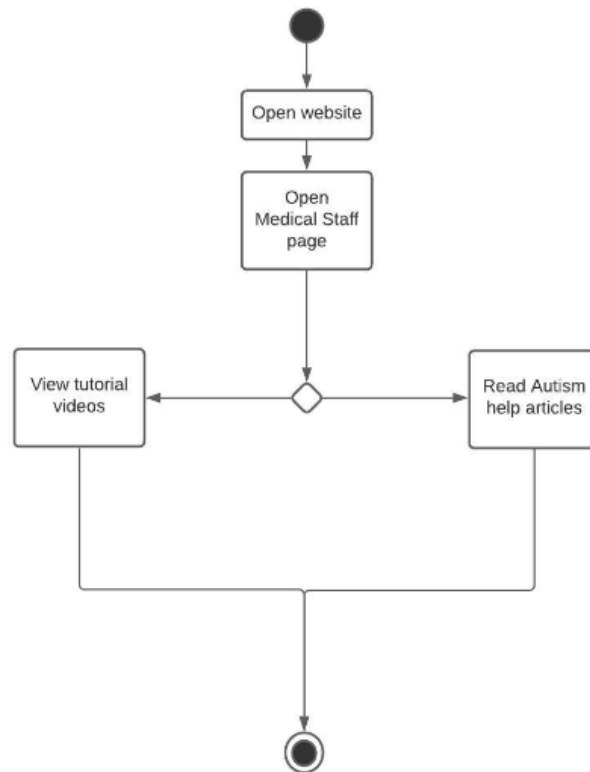 Open website
Open
Medical Staff
page
View tutorial
videos
Read Autism
help articles